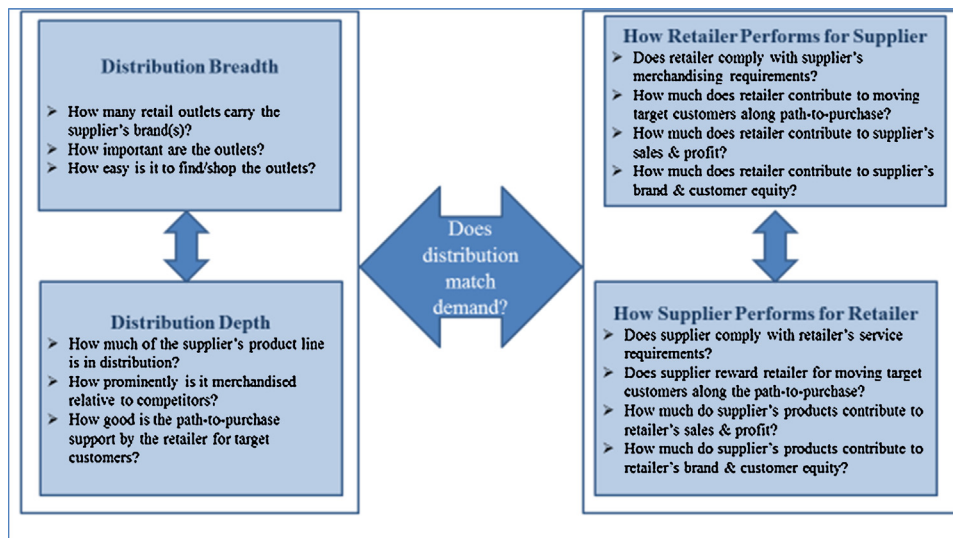 Distribution Breadth
➢ How many retail outlets carry the
supplier's brand(s)?
➢ How important are the outlets?
➢ How easy is it to find/shop the outlets?
Distribution Depth
➢ How much of the supplier's product line
is in distribution?
➢ How prominently is it merchandised
relative to competitors?
➢ How good is the path-to-purchase
support by the retailer for target
customers?
Does
distribution
match
demand?
How Retailer Performs for Supplier
➢ Does retailer comply with supplier's
merchandising requirements?
➢ How much does retailer contribute to moving
target customers along path-to-purchase?
➢ How much does retailer contribute to supplier's
sales & profit?
➢ How much does retailer contribute to supplier's
brand & customer equity?
How Supplier Performs for Retailer
➢ Does supplier comply with retailer's service
requirements?
➢ Does supplier reward retailer for moving target
customers along the path-to-purchase?
➢ How much do supplier's products contribute to
retailer's sales & profit?
➢ How much do supplier's products contribute to
retailer's brand & customer equity?